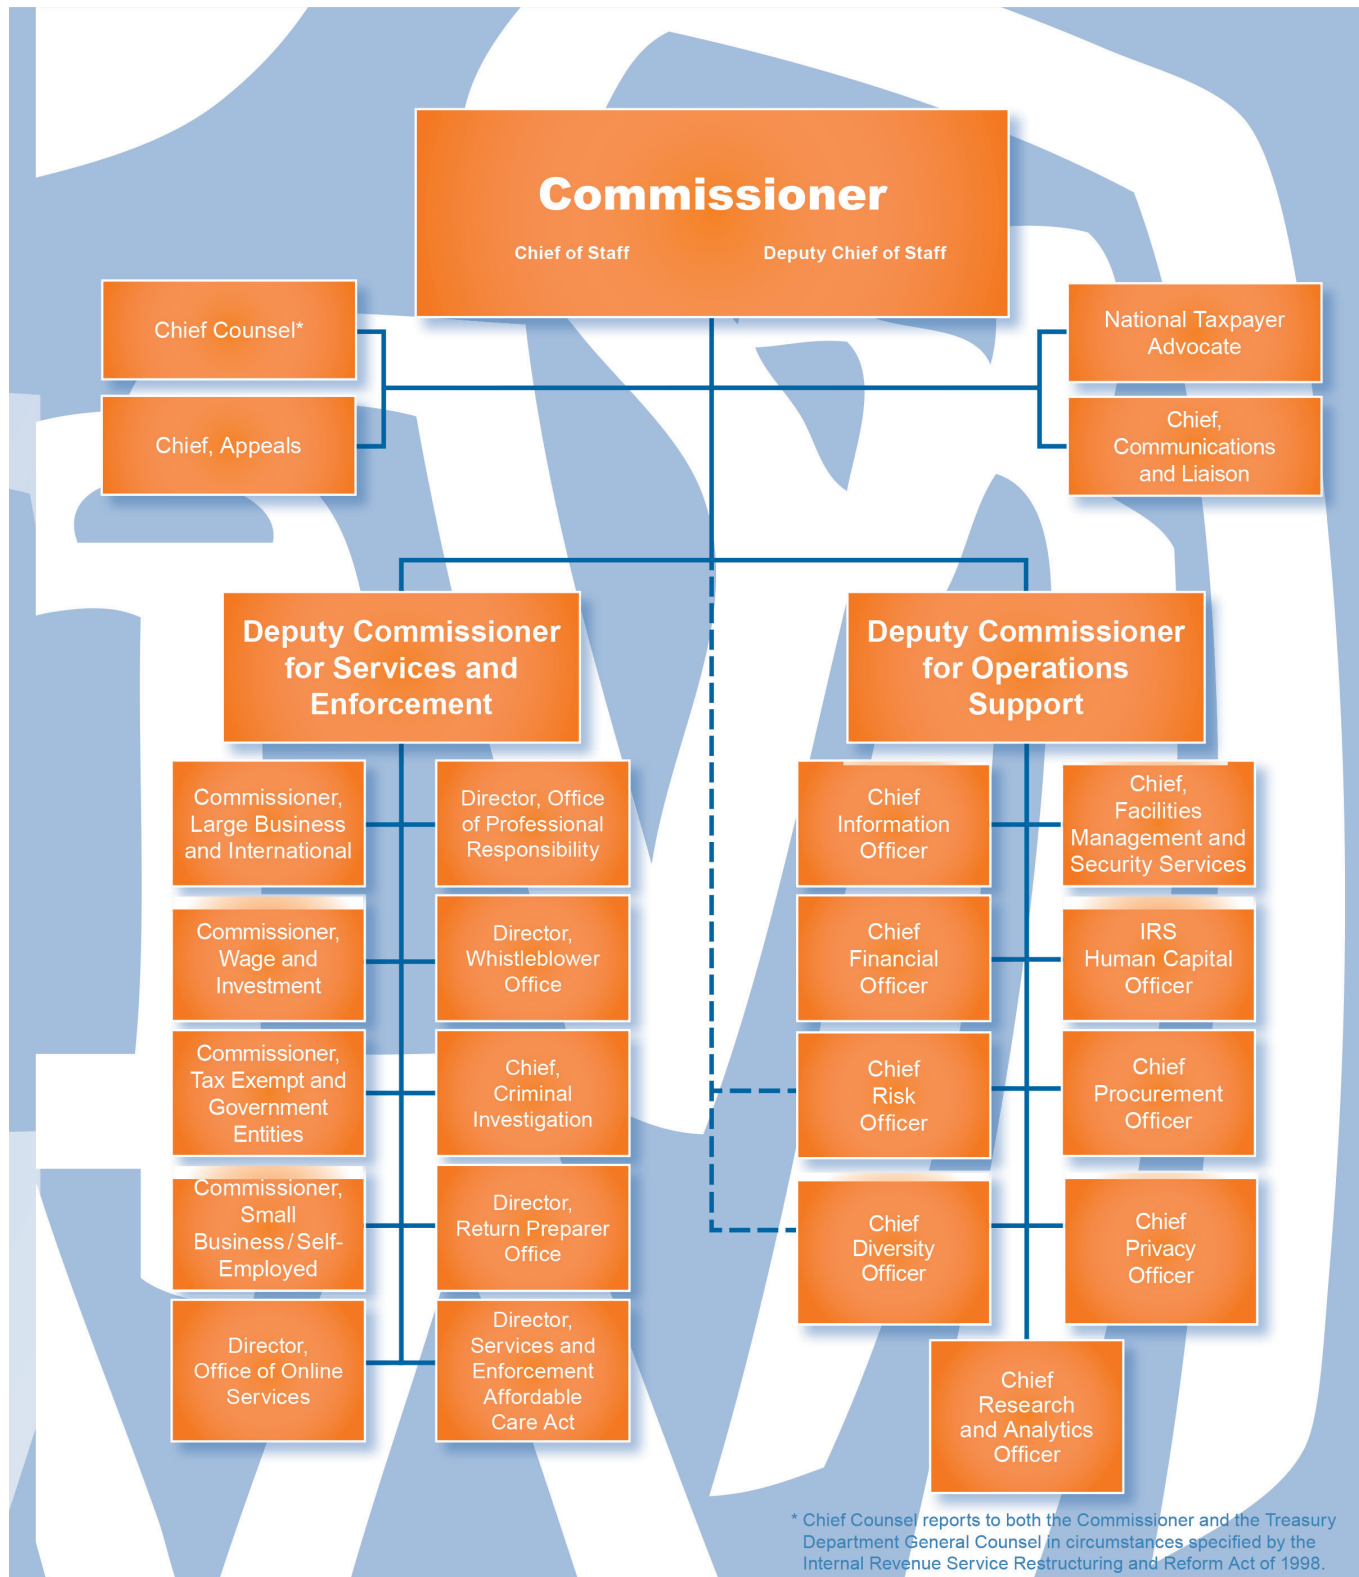 Commissioner
Chief of Staff
Deputy Chief of Staff
Chief Counsel*
Chief, Appeals
National Taxpayer
Advocate
Chief,
Communications
and Liaison
Deputy Commissioner
for Services and
Enforcement
Deputy Commissioner
for Operations
Support
Commissioner,
Large Business
and International
Director, Office
of Professional
Responsibility
Commissioner,
Wage and
Investment
Director,
Whistleblower
Office
Commissioner,
Tax Exempt and
Government
Entities
Chief,
Criminal
Investigation
Commissioner,
Small
Business/Self-
Employed
Director,
Return Preparer
Office
Director,
Office of Online
Services
Director,
Services and
Enforcement
Affordable
Care Act
Chief
Information
Officer
Chief,
Facilities
Management and
Security Services
Chief
Financial
Officer
IRS
Human Capital
Officer
Chief
Risk
Officer
Chief
Procurement
Officer
Chief
Diversity
Officer
Chief
Privacy
Officer
Chief
Research
and Analytics
Officer
* Chief Counsel reports to both the Commissioner and the Treasury
Department General Counsel in circumstances specified by the
Internal Revenue Service Restructuring and Reform Act of 1998.